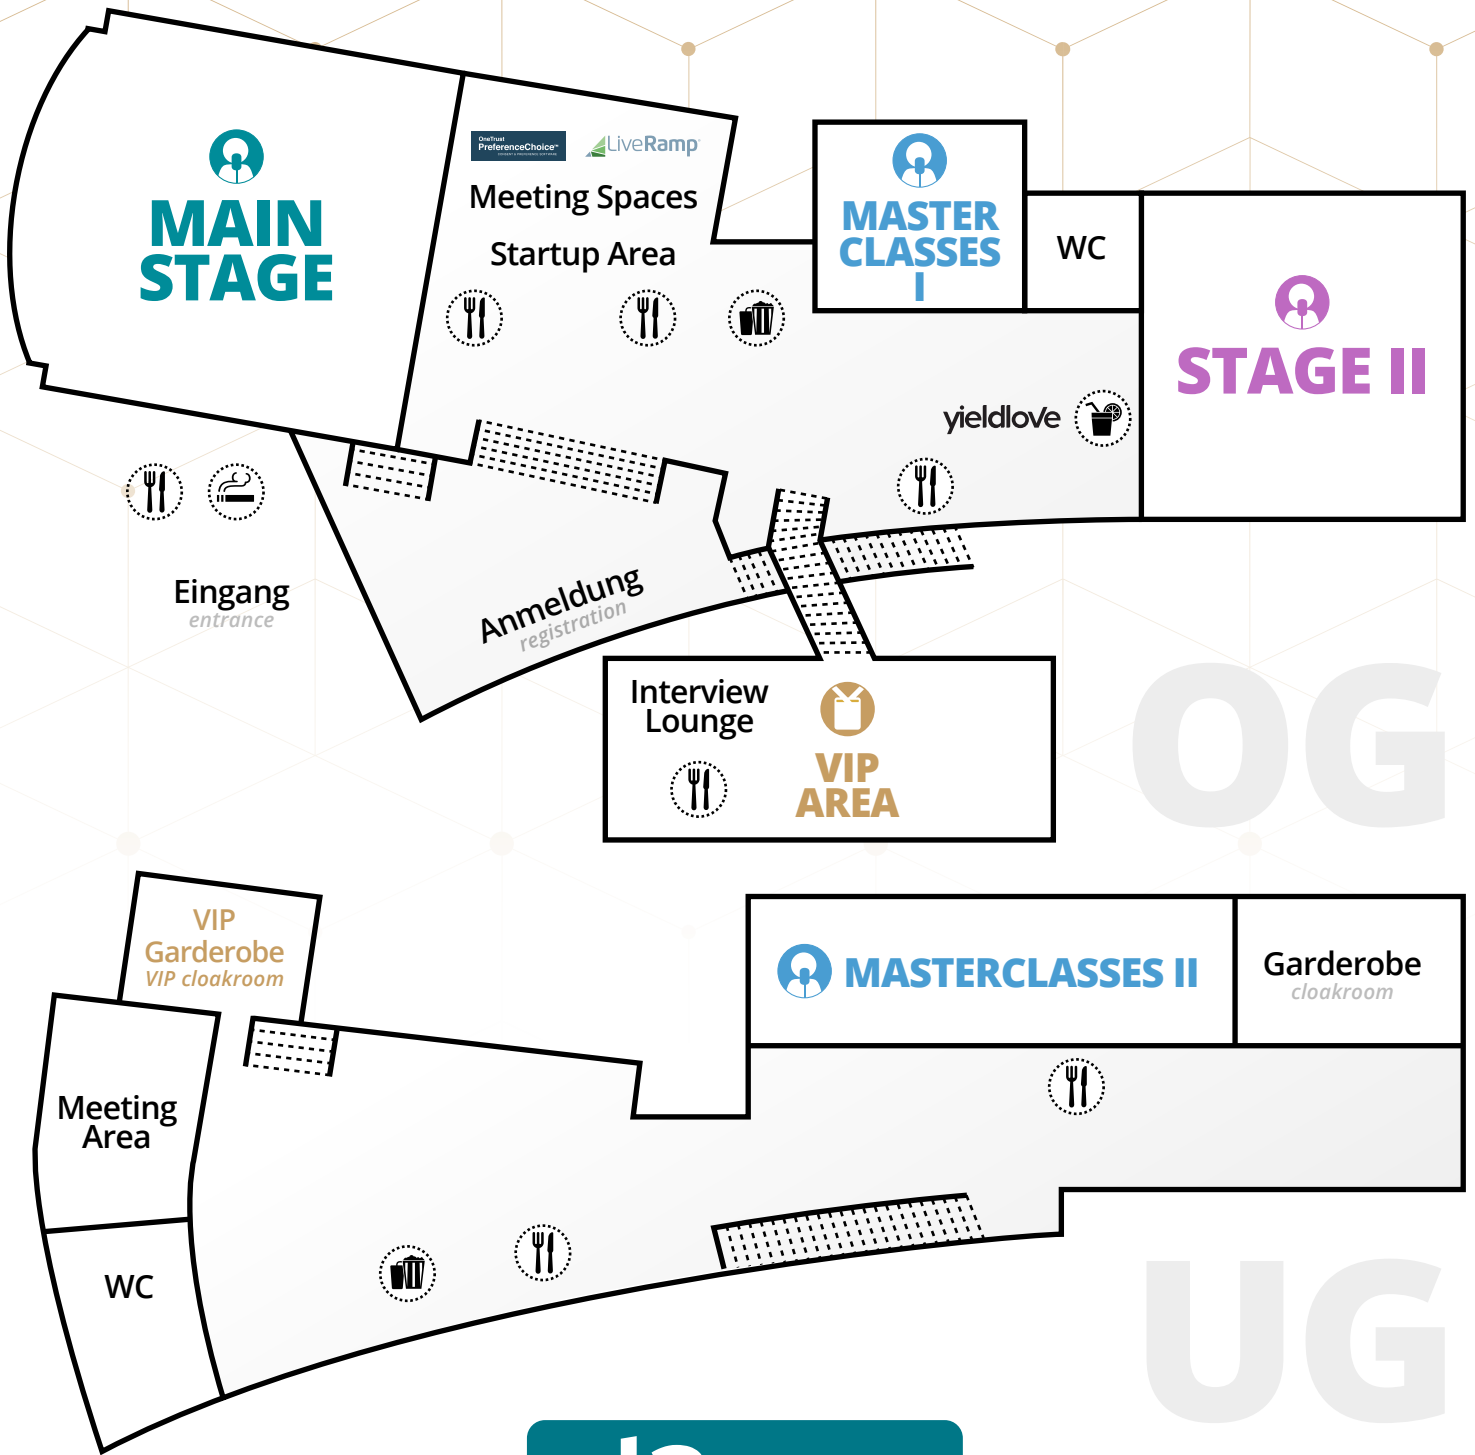 OneTrust
PreferenceChoice™
LiveRamp
Meeting Spaces
Startup Area
MAIN
STAGE
MASTER
CLASSES
I
WC
STAGE II
yieldlove
Eingang
entrance
Anmeldung
registration
Interview
Lounge
VIP
AREA
OG
VIP
Garderobe
VIP cloakroom
MASTERCLASSES II
Garderobe
cloakroom
Meeting
Area
WC
UG